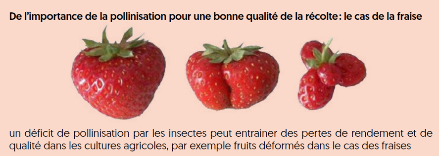 De l'importance de la pollinisation pour une bonne qualité de la récolte : le cas de la fraise
un déficit de pollinisation par les insectes peut entrainer des pertes de rendement et de
qualité dans les cultures agricoles, par exemple fruits déformés dans le cas des fraises